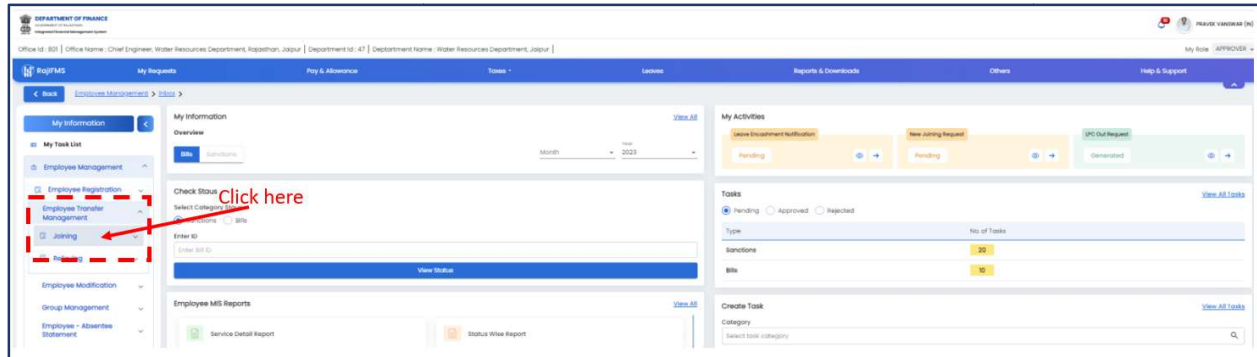 DEPARTMENT OF FINANCE
Integrated Financial Management System
10
PRAVEK VANSWAR (IN)
Office Id : 801 | Office Name : Chief Engineer, Water Resources Department, Rajasthan, Jaipur | Department Id : 47 | Deptartment Name : Water Resources Department, Jaipur |
My Role APPROVER
RajIFMS
My Requests
Pay & Allowance
Taxes
Leaves
Reports & Downloads
Others
Help & Support
< Back
Employee Management > Inbox >
My Information
<
My Task List
Employee Management
Employee Registration
Employee Transfer
Management
Joining
Employee Modification
Group Management
Employee - Absentee
Statement
My Information
View All
Overview
Bills
Sanctions
Month
Year
2023
Check Staus
Click here
Select Category
Bills
Enter ID
Enter Bill ID
View Status
Employee MIS Reports
View All
Service Detail Report
Status Wise Report
My Activities
Leave Encashment Notification
Pending
New Joining Request
Pending
LPC Out Request
Generated
Tasks
View All Tasks
Pending
Approved
Rejected
Type
No. of Tasks
Sanctions
20
Bills
10
Create Task
View All Tasks
Category
Select task category